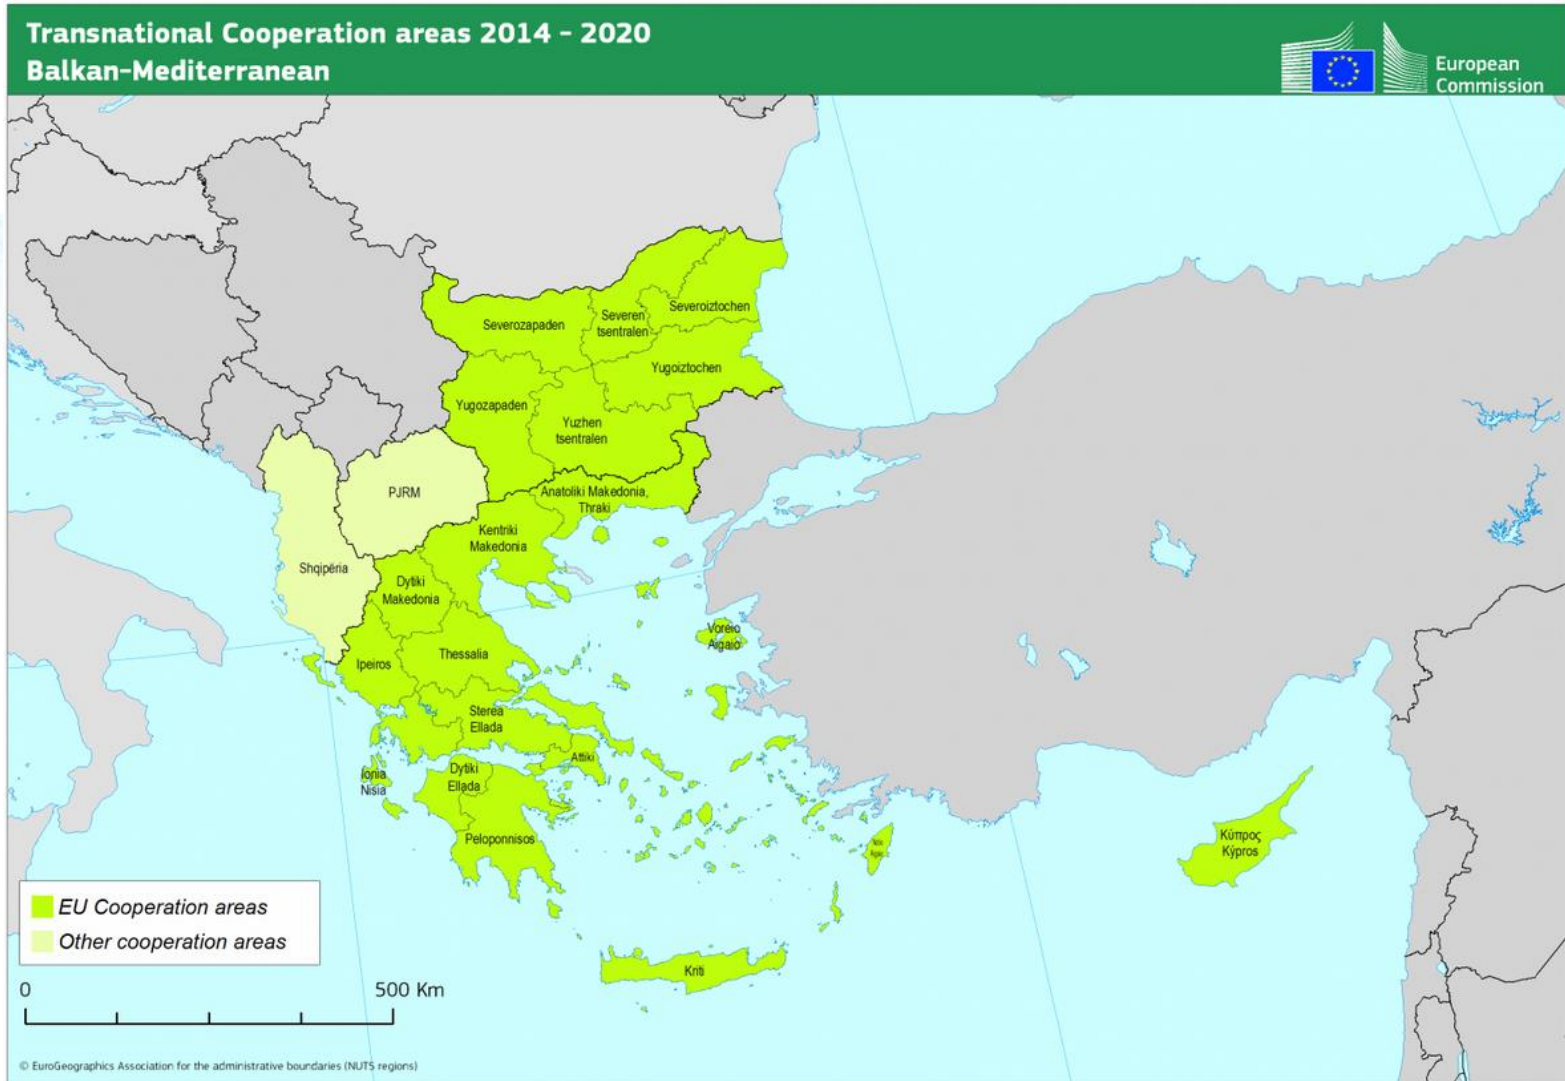 Transnational Cooperation areas 2014 - 2020
Balkan-Mediterranean
European
Commission
Severozapaden
Severen
tsentralen
Severoiztochen
Yugoiztochen
Yugozapaden
Yuzhen
tsentralen
PJRM
Anatoliki Makedonia,
Thraki
Kentriki
Makedonia
Shqipëria
Dytiki
Makedonia
Voreio
Aigaio
Ipeiros
Thessalia
Sterea
Ellada
Attiki
Ionia
Nisia
Dytiki
Ellada
Peloponnisos
Κύπρος
Kýpros
Kriti
EU Cooperation areas
Other cooperation areas
0 500 Km
© EuroGeographics Association for the administrative boundaries (NUTS regions)